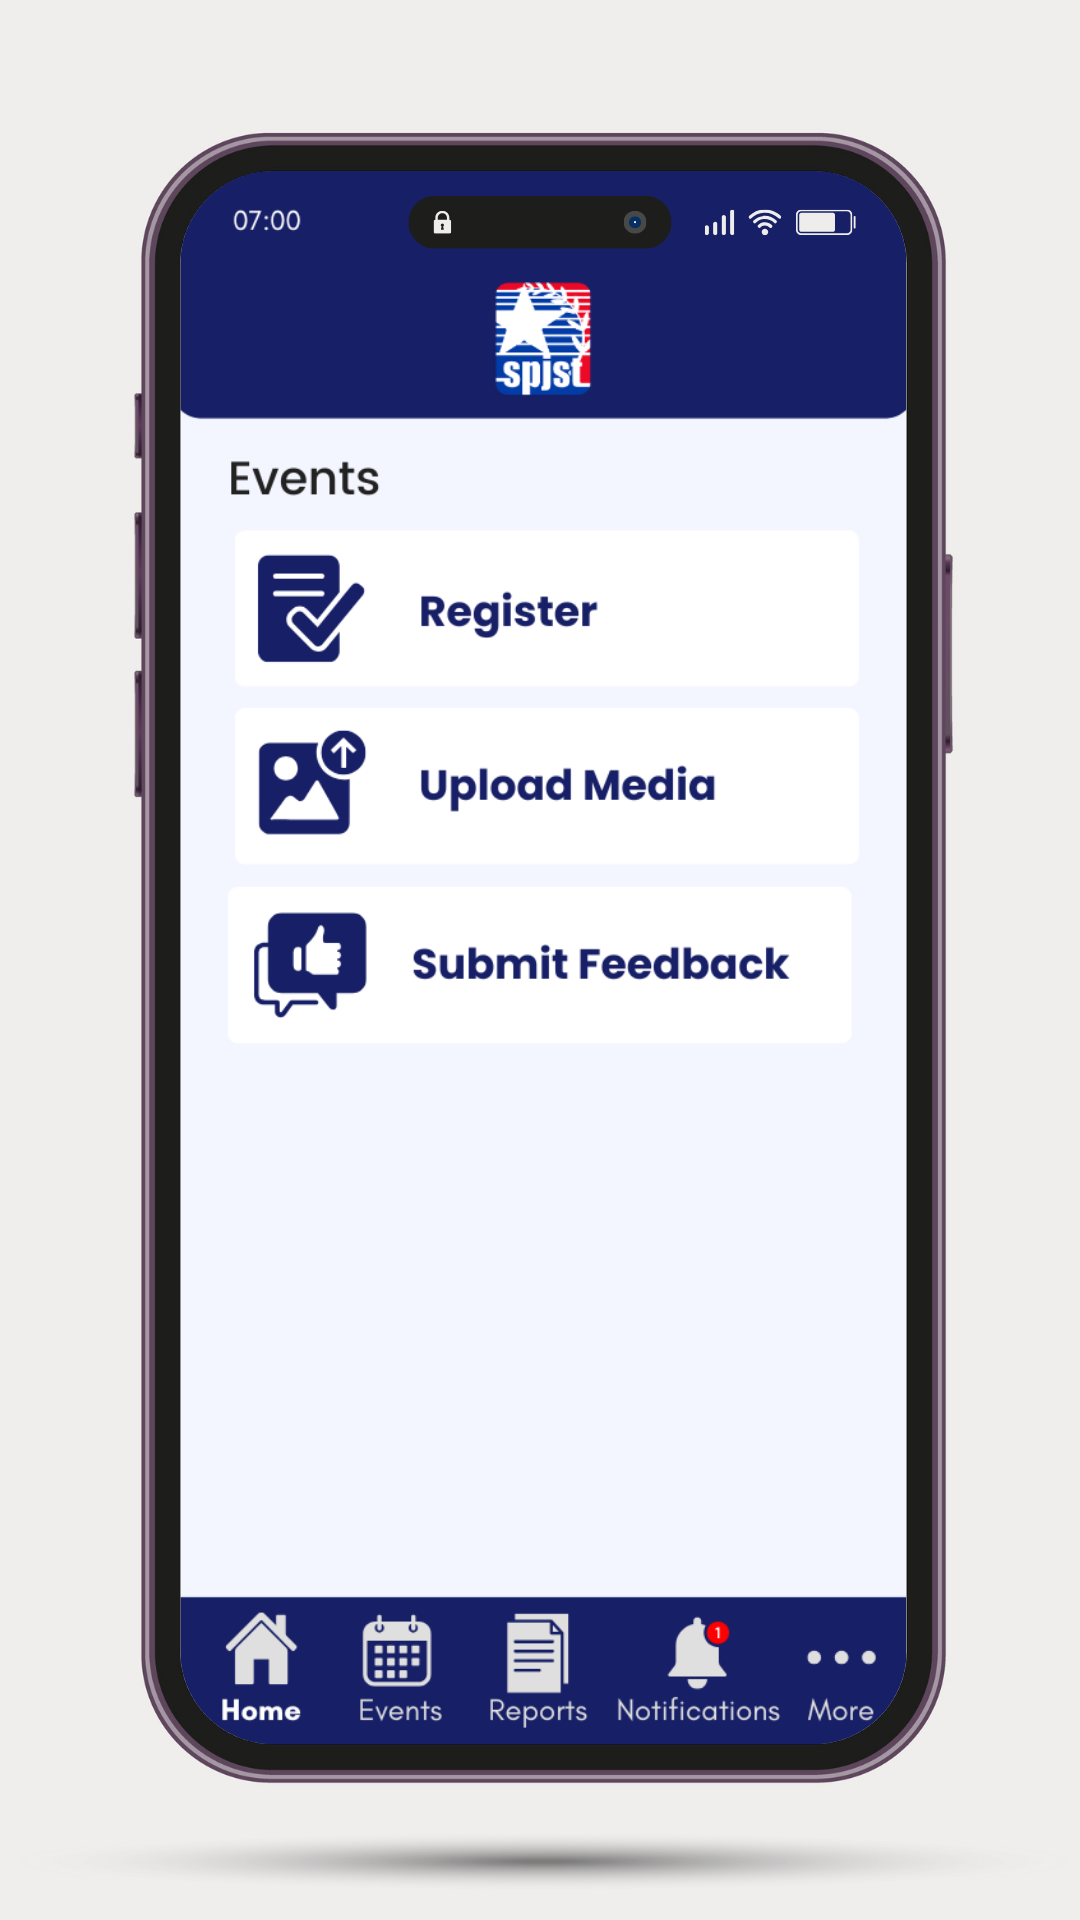 07:00
spjst
Events
Register
Upload Media
Submit Feedback
1
Home
Events
Reports
Notifications
More